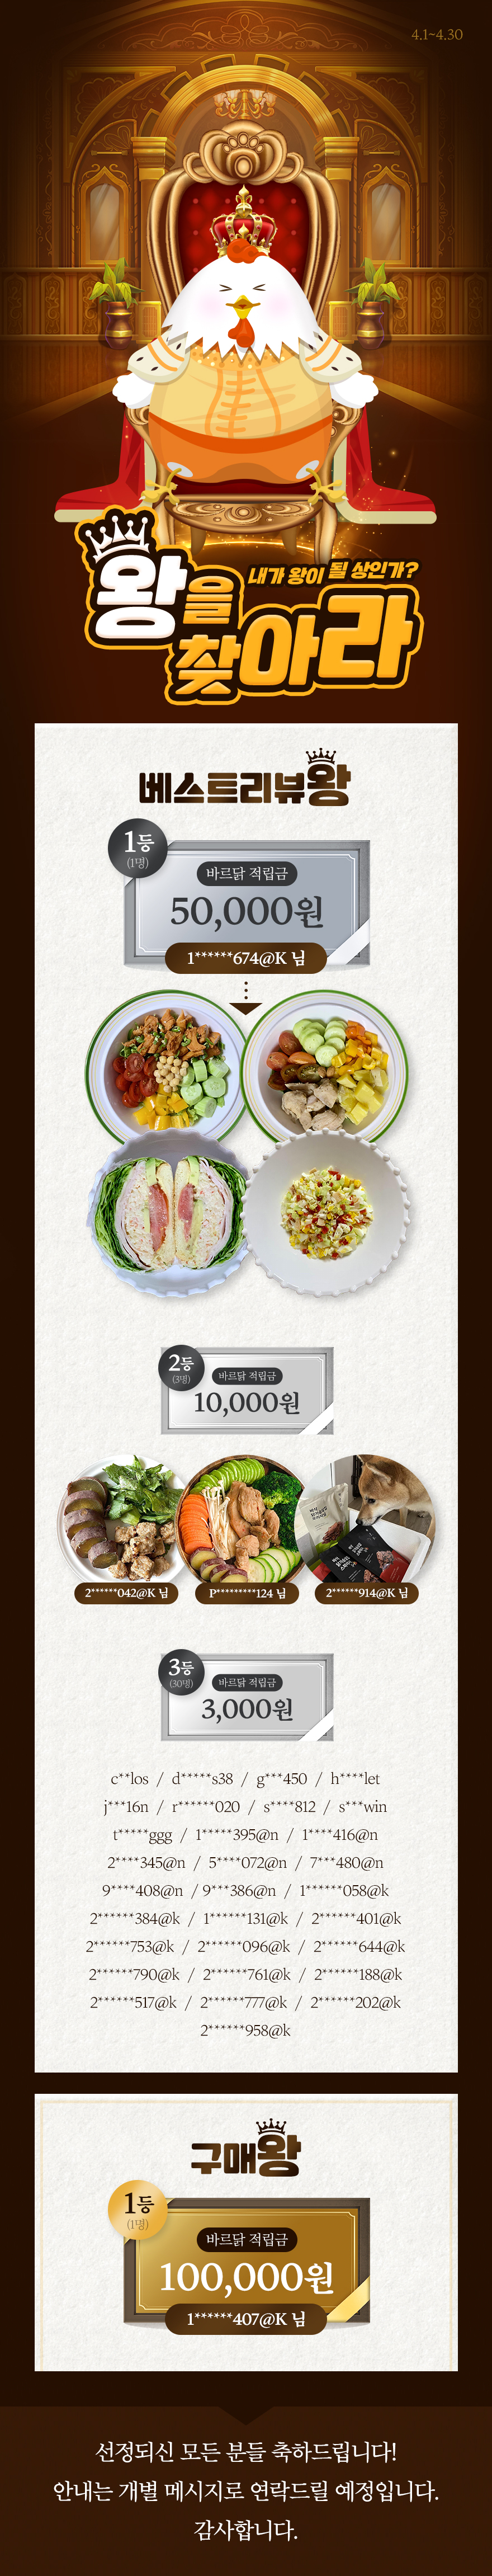 4.1~4.30
내가 왕이 될 상인가?
왕을
찾아라
베스트리뷰왕
1등
(1명)
바르닭 적립금
50,000원
1******674@K 님
2등
(3명)
바르닭 적립금
10,000원
2******042@K 님
P*********124 님
2******914@K 님
3등
(30명)
바르닭 적립금
3,000원
c**los / d*****s38 / g***450 / h****let
j***16n / r******020 / s****812 / s***win
t*****ggg / 1*****395@n / 1****416@n
2****345@n / 5****072@n / 7***480@n
9****408@n / 9***386@n / 1******058@k
2******384@k / 1******131@k / 2******401@k
2******753@k / 2******096@k / 2******644@k
2******790@k / 2******761@k / 2******188@k
2******517@k / 2******777@k / 2******202@k
2******958@k
구매왕
1등
(1명)
바르닭 적립금
100,000원
1******407@K 님
선정되신 모든 분들 축하드립니다!
안내는 개별 메시지로 연락드릴 예정입니다.
감사합니다.